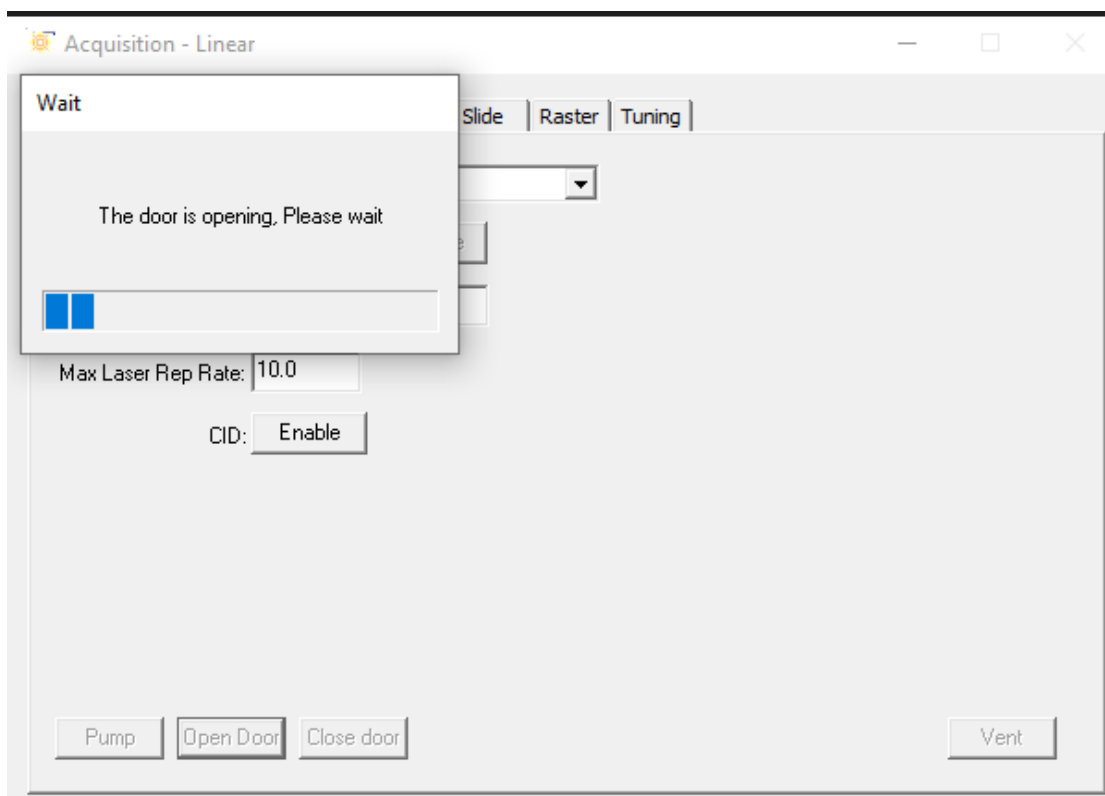 Acquisition - Linear
Wait
Slide Raster Tuning
The door is opening, Please wait
Max Laser Rep Rate: 10.0
CID: Enable
Pump Open Door Close door Vent